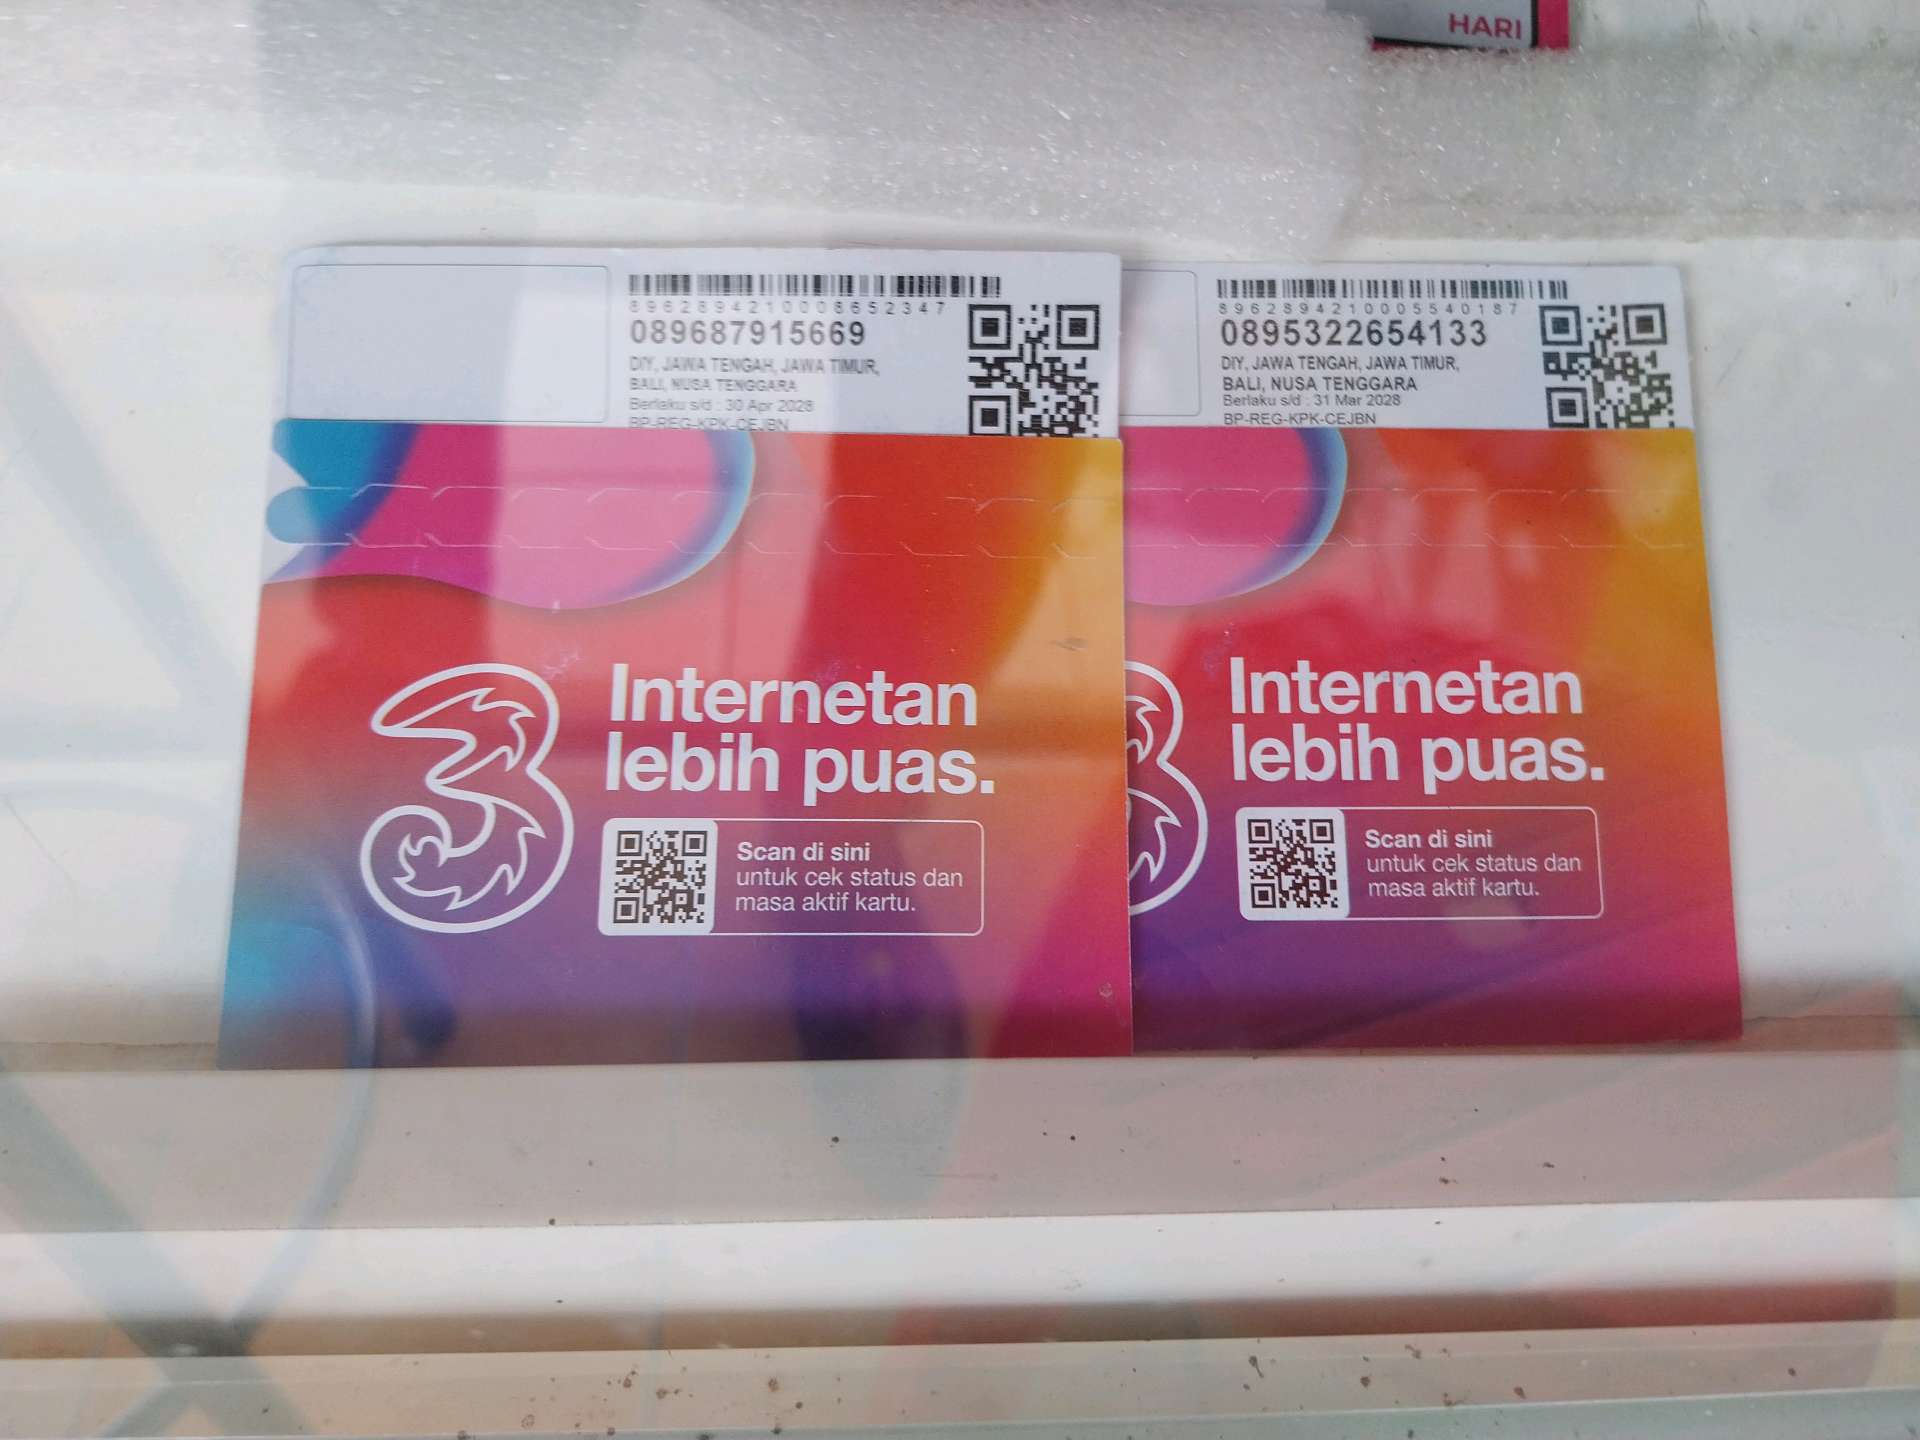 HARI
8962894210008652347
089687915669
DIY, JAWA TENGAH, JAWA TIMUR,
BALI, NUSA TENGGARA
Berlaku s/d : 30 Apr 2028
BP-REG-KPK-CEJBN
3
Internetan
lebih puas.
Scan di sini
untuk cek status dan
masa aktif kartu.
8962894210005540187
0895322654133
DIY, JAWA TENGAH, JAWA TIMUR,
BALI, NUSA TENGGARA
Berlaku s/d : 31 Mar 2028
BP-REG-KPK-CEJBN
3
Internetan
lebih puas.
Scan di sini
untuk cek status dan
masa aktif kartu.